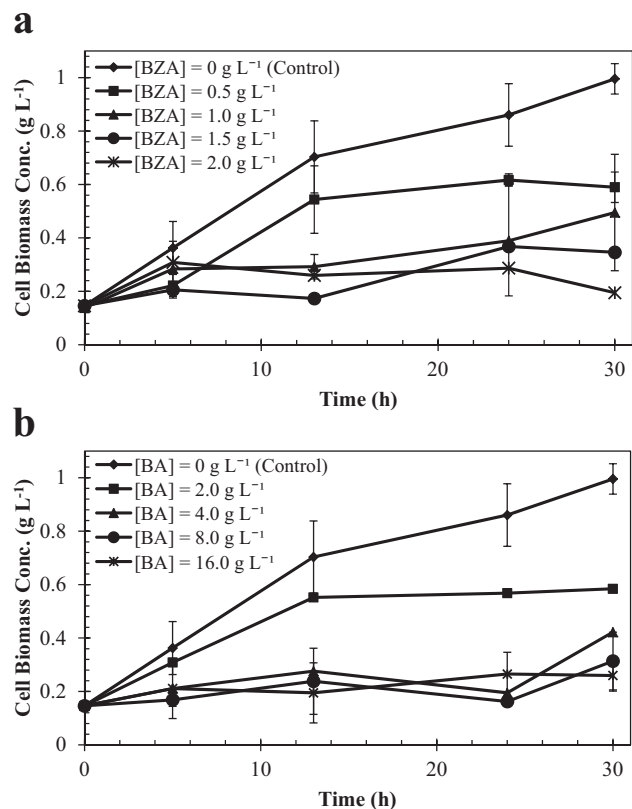 a
[BZA] = 0 g L⁻¹ (Control)
[BZA] = 0.5 g L⁻¹
[BZA] = 1.0 g L⁻¹
[BZA] = 1.5 g L⁻¹
[BZA] = 2.0 g L⁻¹
Cell Biomass Conc. (g L⁻¹)
1
0.8
0.6
0.4
0.2
0
0 10 20 30
Time (h)
b
[BA] = 0 g L⁻¹ (Control)
[BA] = 2.0 g L⁻¹
[BA] = 4.0 g L⁻¹
[BA] = 8.0 g L⁻¹
[BA] = 16.0 g L⁻¹
Cell Biomass Conc. (g L⁻¹)
1
0.8
0.6
0.4
0.2
0
0 10 20 30
Time (h)